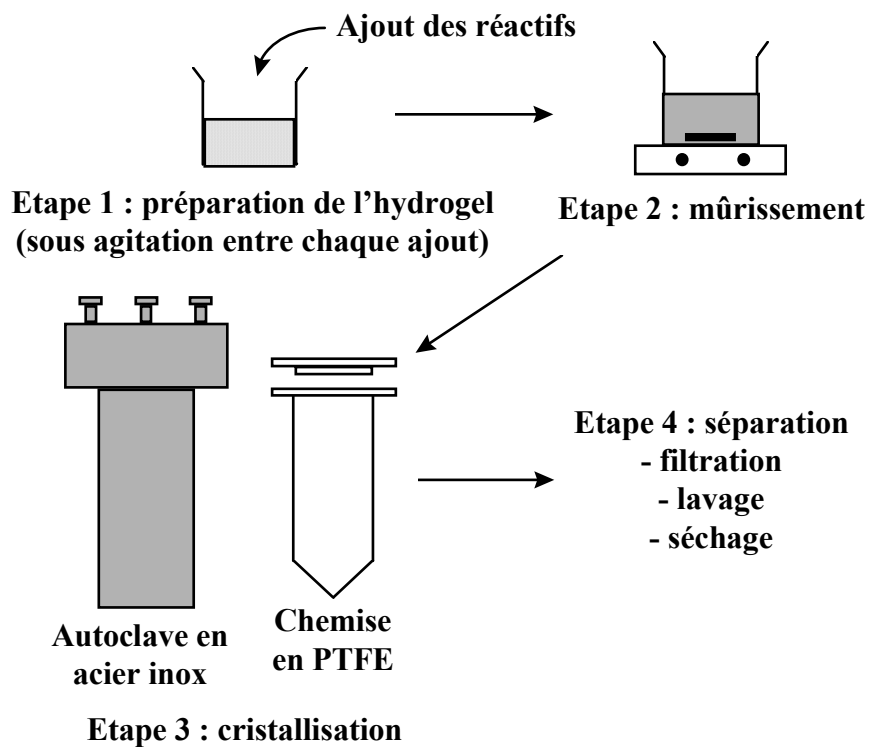 Ajout des réactifs
Etape 1 : préparation de l'hydrogel
(sous agitation entre chaque ajout)
Etape 2 : mûrissement
Autoclave en
acier inox
Chemise
en PTFE
Etape 3 : cristallisation
Etape 4 : séparation
- filtration
- lavage
- séchage